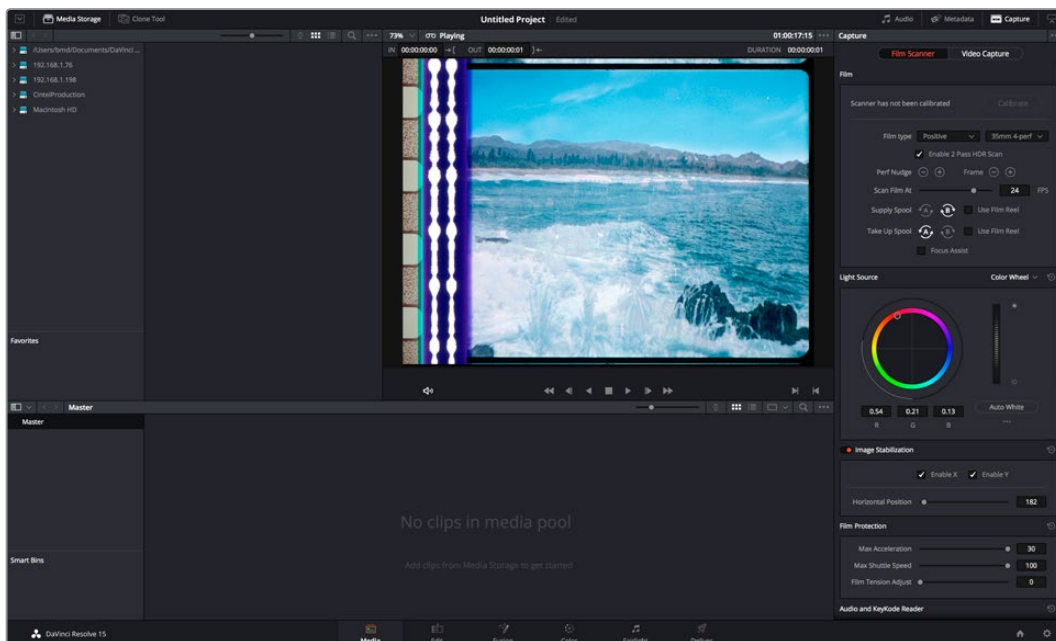 Media Storage Clone Tool Untitled Project Edited Audio Metadata Capture
73% Playing 01:00:17:15 ••• Capture
/Users/bmd/Documents/DaVinci ...
IN 00:00:00:00 OUT 00:00:00:01 DURATION 00:00:00:01
192.168.1.76
192.168.1.198
CintelProduction
Macintosh HD
Favorites
Master
Master
Smart Bins
No clips in media pool
Add clips from Media Storage to get started
Film Scanner Video Capture
Film
Scanner has not been calibrated Calibrate
Film type Positive 35mm 4-perf
Enable 2 Pass HDR Scan
Perf Nudge Frame
Scan Film At 24 FPS
Supply Spool A B Use Film Reel
Take Up Spool A B Use Film Reel
Focus Assist
Light Source Color Wheel
0.54 0.21 0.13 Auto White
R G B
Image Stabilization
Enable X Enable Y
Horizontal Position 182
Film Protection
Max Acceleration 30
Max Shuttle Speed 100
Film Tension Adjust 0
Audio and KeyKode Reader
DaVinci Resolve 15 Media Edit Fusion Color Fairlight Deliver